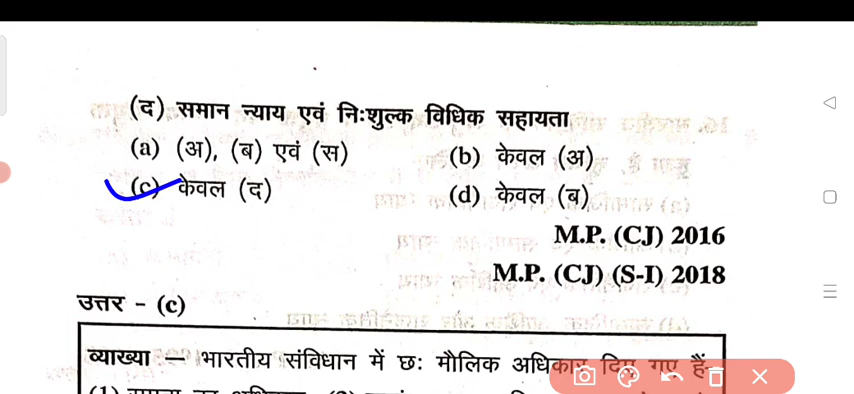 (द) समान न्याय एवं निःशुल्क विधिक सहायता
(a) (अ), (ब) एवं (स) (b) केवल (अ)
(c) केवल (द) (d) केवल (ब)
M.P. (CJ) 2016
M.P. (CJ) (S-I) 2018
उत्तर - (c)
व्याख्या – भारतीय संविधान में छः मौलिक अधिकार दिए गए हैं-